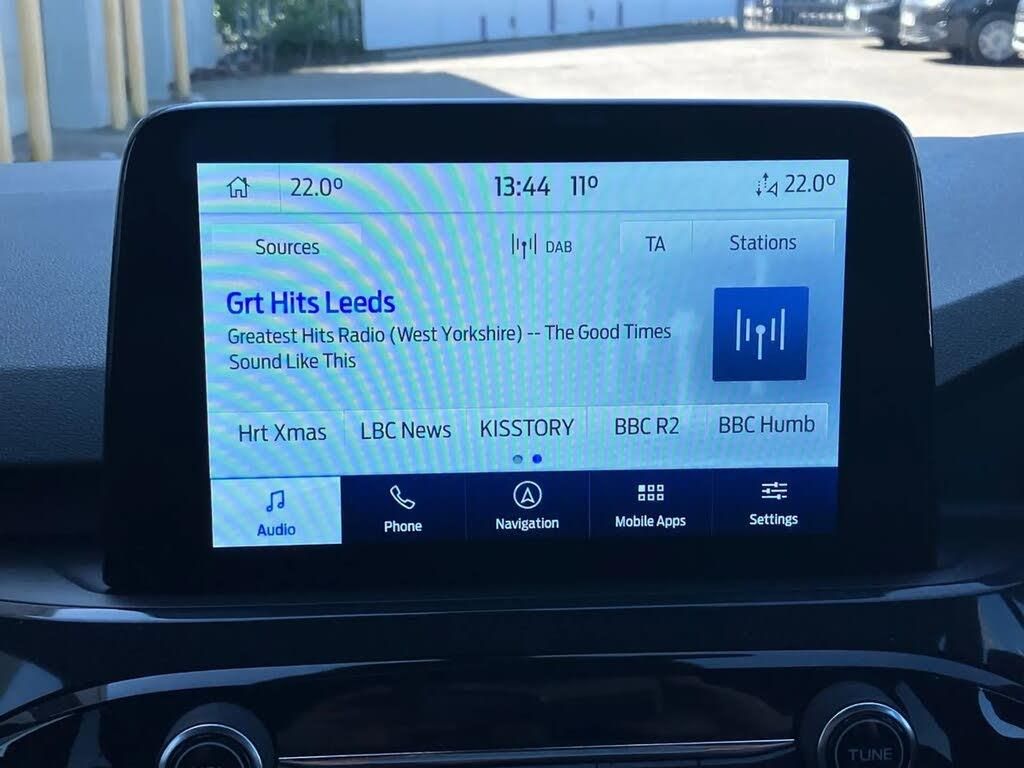 22.0° 13:44 11° 22.0°
Sources DAB TA Stations
Grt Hits Leeds
Greatest Hits Radio (West Yorkshire) -- The Good Times
Sound Like This
Hrt Xmas LBC News KISSTORY BBC R2 BBC Humb
Audio Phone Navigation Mobile Apps Settings
TUNE